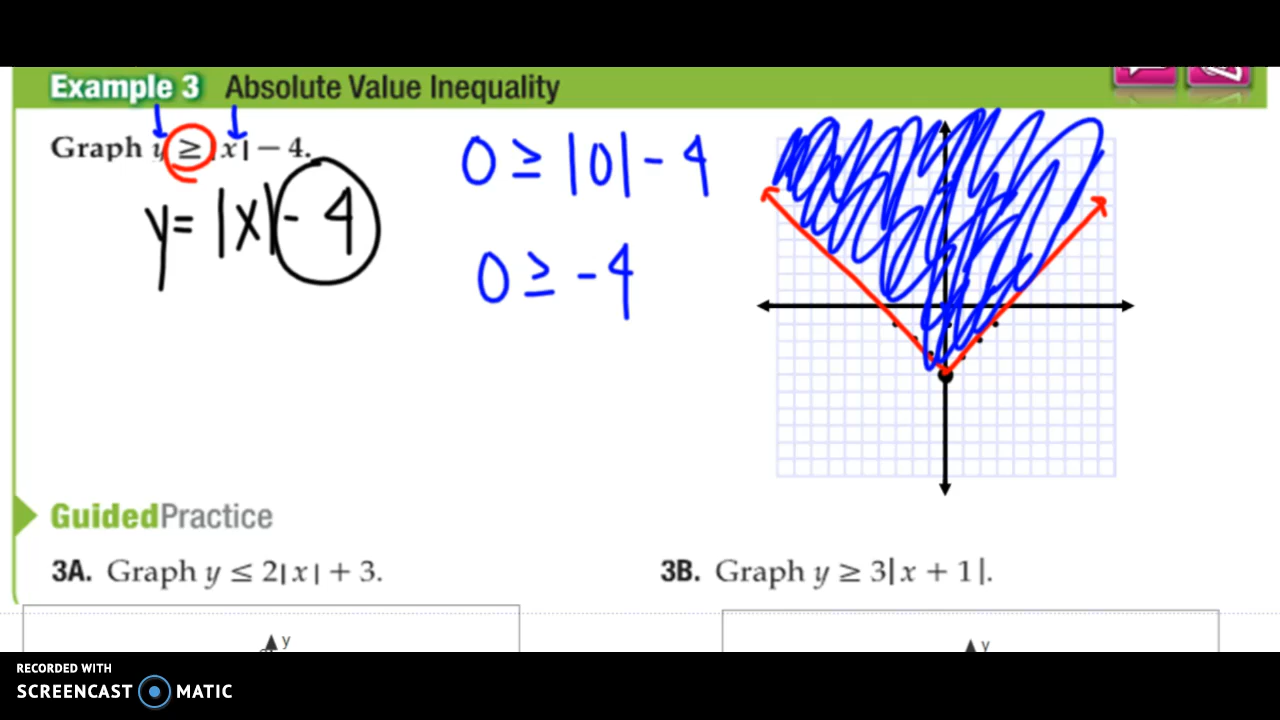 Example 3 Absolute Value Inequality
Graph y ≥ |x| − 4.
y = |x| - 4
0 ≥ |0| - 4
0 ≥ -4
GuidedPractice
3A. Graph y ≤ 2|x| + 3.
3B. Graph y ≥ 3|x + 1|.
y
y
RECORDED WITH
SCREENCAST MATIC